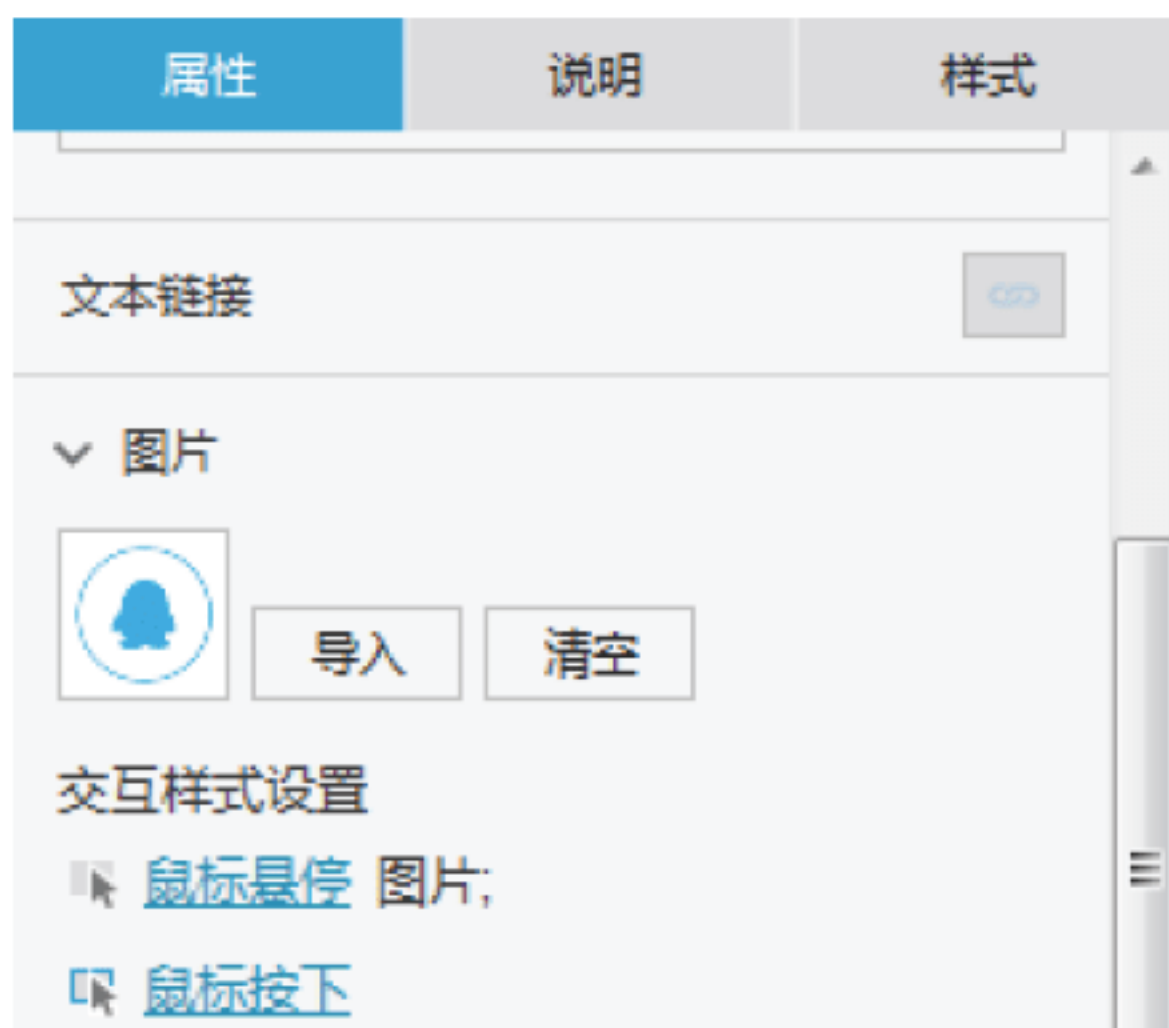 属性 说明 样式
文本链接
图片
导入 清空
交互样式设置
鼠标悬停 图片;
鼠标按下